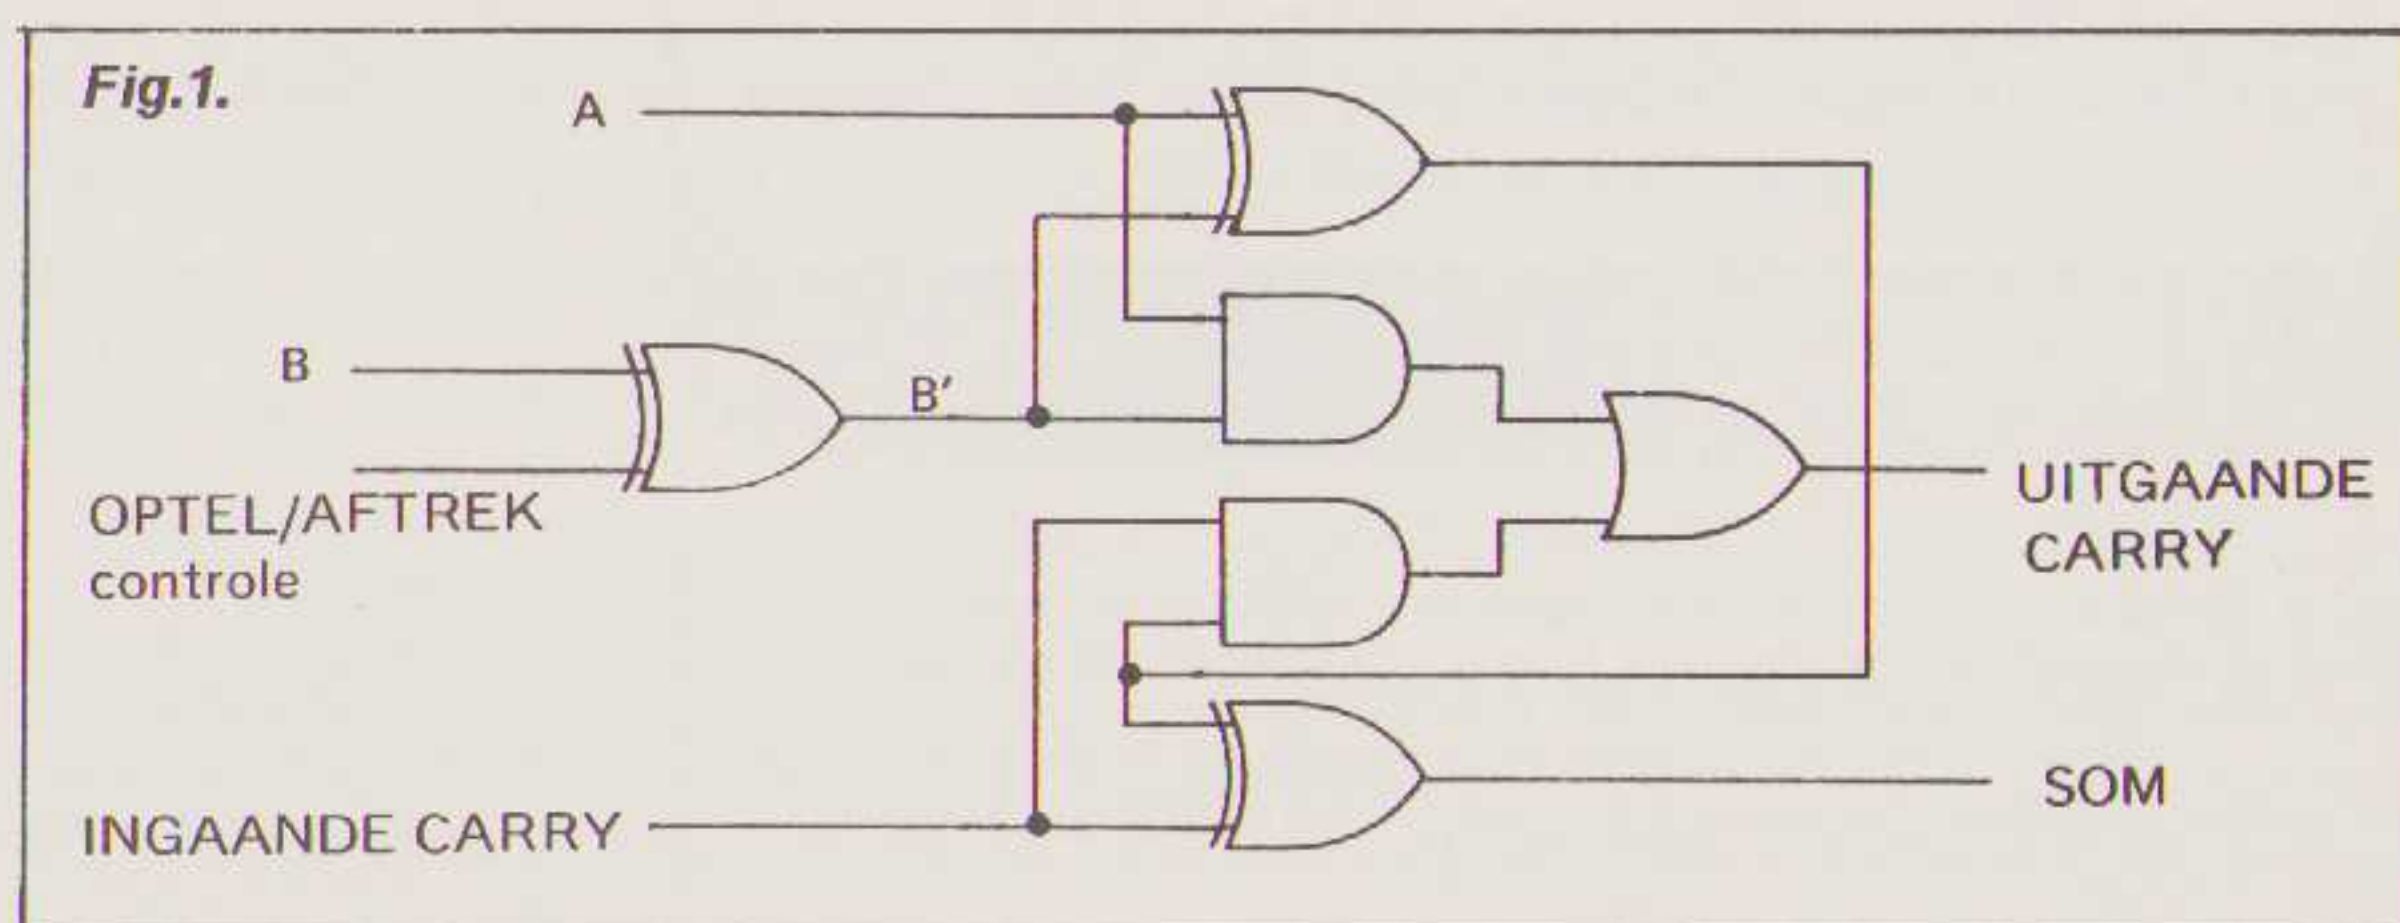 Fig.1.
A
B
B′
OPTEL/AFTREK
controle
UITGAANDE
CARRY
INGAANDE CARRY
SOM